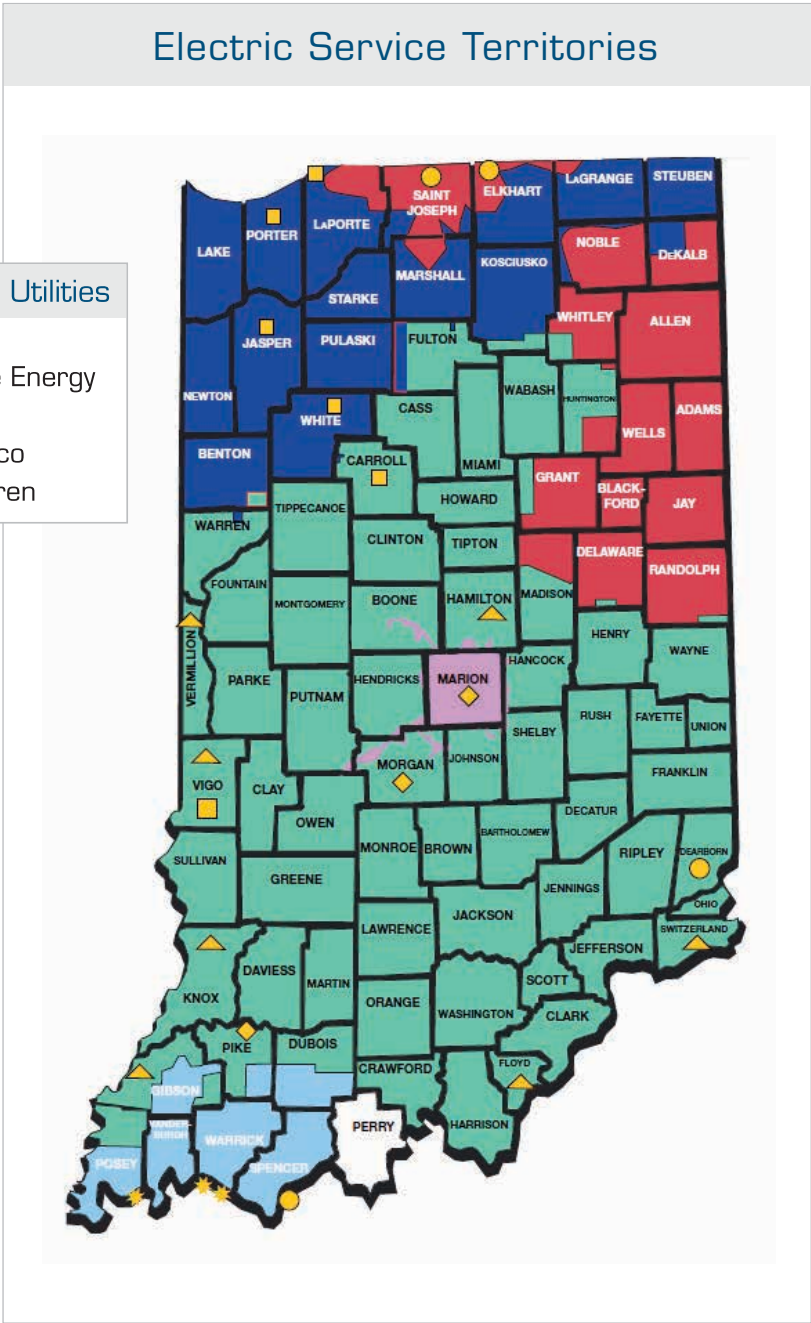 Electric Service Territories
Utilities
e Energy
co
ren
LAKE
PORTER
LAPORTE
SAINT
JOSEPH
ELKHART
LAGRANGE
STEUBEN
NOBLE
DEKALB
MARSHALL
KOSCIUSKO
STARKE
WHITLEY
ALLEN
JASPER
PULASKI
FULTON
NEWTON
WHITE
CASS
WABASH
HUNTINGTON
WELLS
ADAMS
BENTON
CARROLL
MIAMI
GRANT
BLACK-
FORD
JAY
TIPPECANOE
HOWARD
WARREN
CLINTON
TIPTON
DELAWARE
RANDOLPH
FOUNTAIN
MONTGOMERY
BOONE
HAMILTON
MADISON
HENRY
WAYNE
VERMILLION
PARKE
PUTNAM
HENDRICKS
MARION
HANCOCK
RUSH
FAYETTE
UNION
SHELBY
VIGO
CLAY
MORGAN
JOHNSON
FRANKLIN
OWEN
DECATUR
MONROE
BROWN
BARTHOLOMEW
RIPLEY
DEARBORN
SULLIVAN
GREENE
JENNINGS
OHIO
LAWRENCE
JACKSON
SWITZERLAND
JEFFERSON
KNOX
DAVIESS
MARTIN
SCOTT
ORANGE
WASHINGTON
CLARK
PIKE
DUBOIS
CRAWFORD
FLOYD
GIBSON
HARRISON
VANDER-
BURGH
WARRICK
PERRY
POSEY
SPENCER